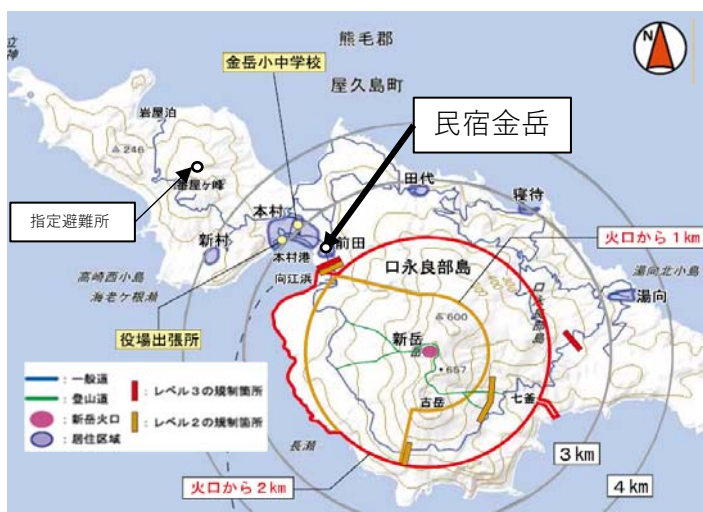 熊毛郡
屋久島町
N
立神
金岳小中学校
岩屋泊
民宿金岳
246
番屋ヶ峰
指定避難所
本村
田代
寝待
新村
前田
火口から1km
本村港
向江浜
口永良部島
湯向北小島
高崎西小島
海老ケ根瀬
口永良部島
湯向
600
役場出張所
新岳
657
：一般道
：登山道
：新岳火口
：居住区域
：レベル3の規制箇所
：レベル2の規制箇所
古岳
七釜
長瀬
3km
4km
火口から2km